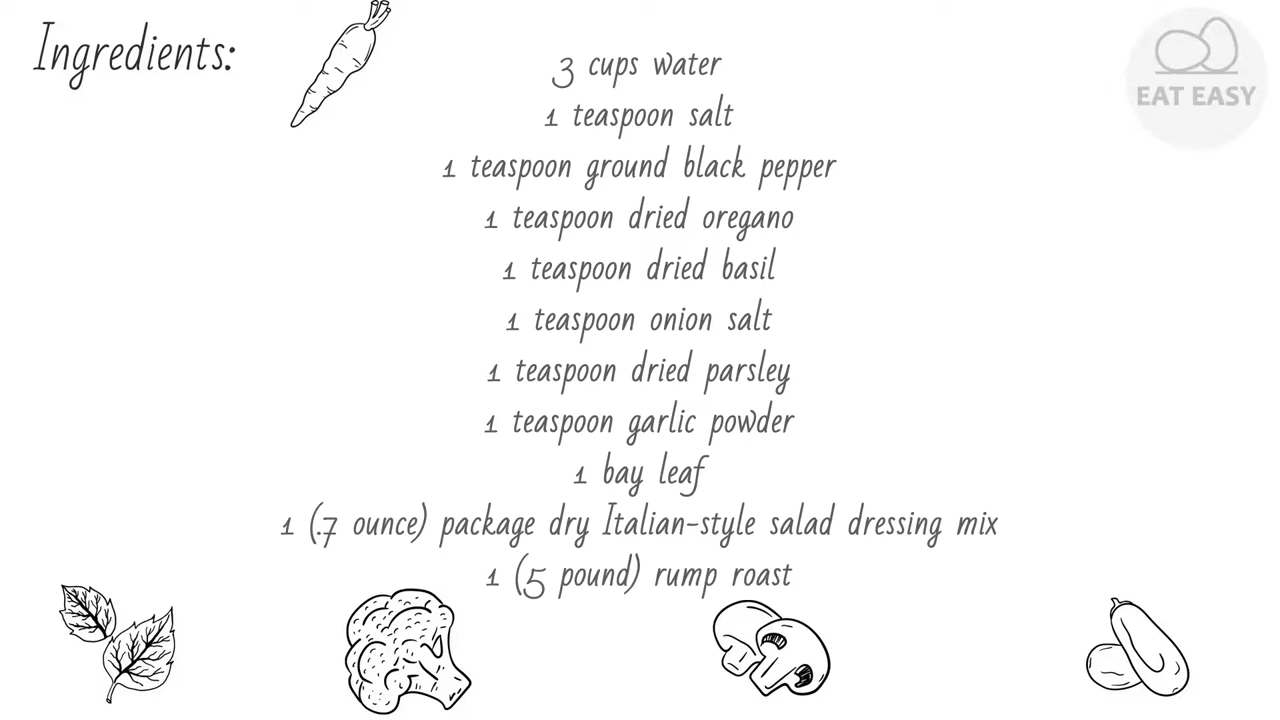 Ingredients:
3 cups water
1 teaspoon salt
1 teaspoon ground black pepper
1 teaspoon dried oregano
1 teaspoon dried basil
1 teaspoon onion salt
1 teaspoon dried parsley
1 teaspoon garlic powder
1 bay leaf
1 (.7 ounce) package dry Italian-style salad dressing mix
1 (5 pound) rump roast
EAT EASY